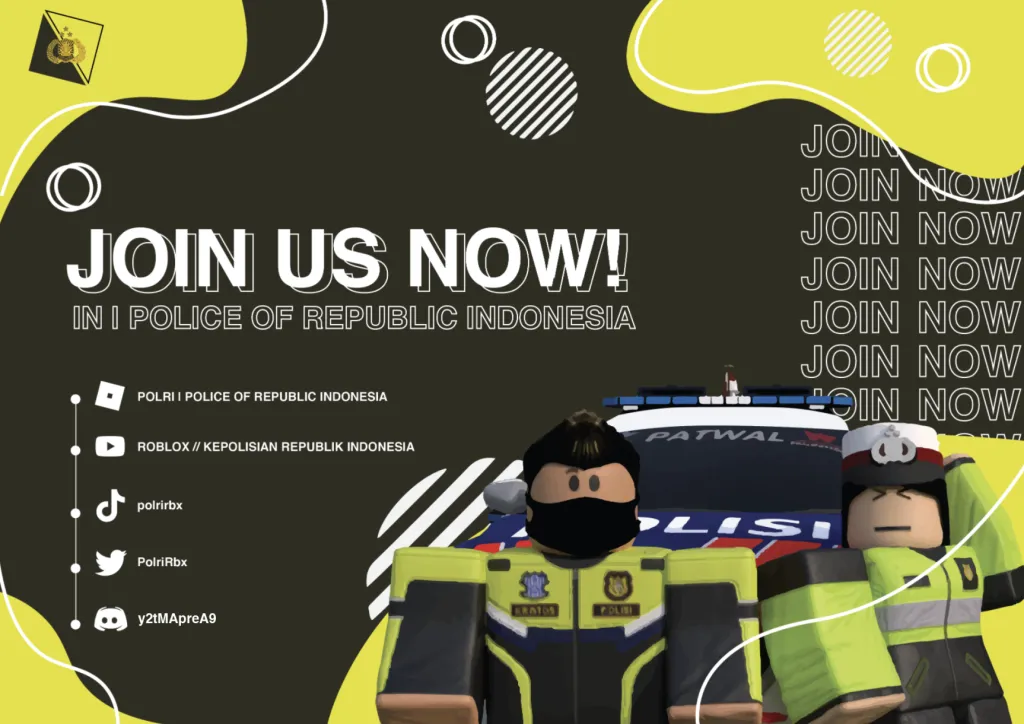 JOIN US NOW!
IN | POLICE OF REPUBLIC INDONESIA
POLRI | POLICE OF REPUBLIC INDONESIA
ROBLOX // KEPOLISIAN REPUBLIK INDONESIA
polrirbx
PolriRbx
y2tMApreA9
JOIN
JOIN NOW
JOIN NOW
JOIN NOW
JOIN NOW
JOIN NOW
JOIN NOW
PATWAL
POLISI
POLISI